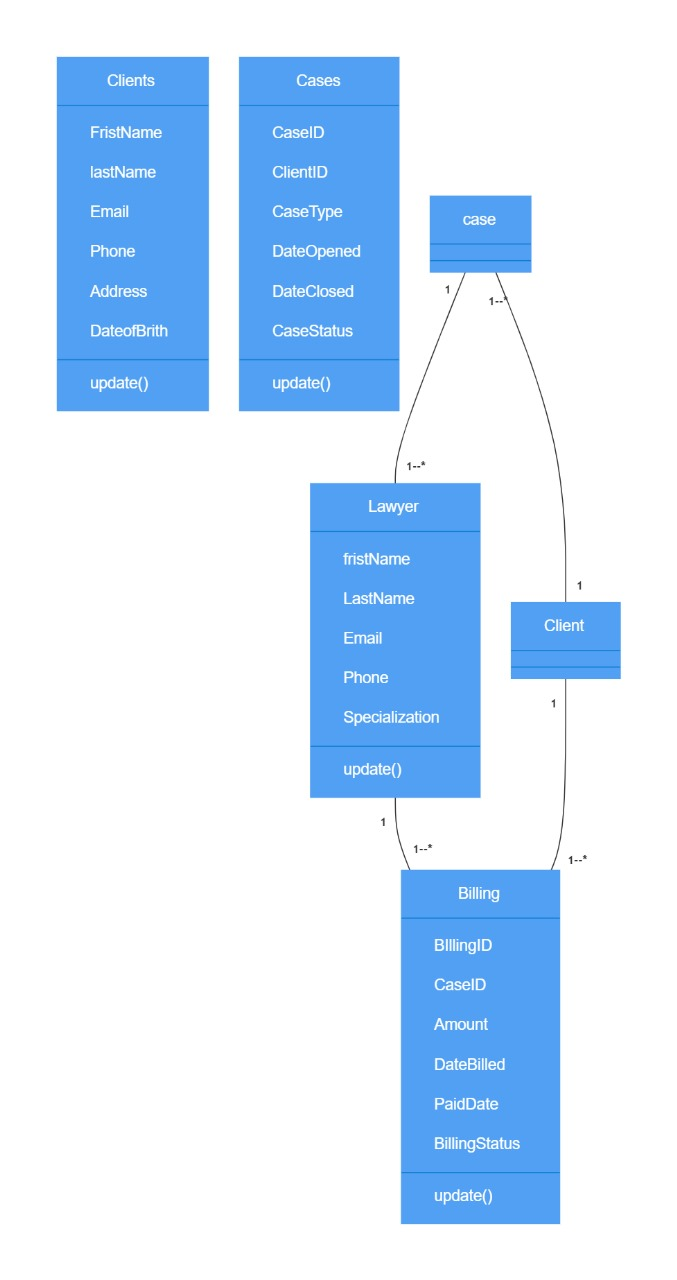 Clients
FristName
lastName
Email
Phone
Address
DateofBrith
update()
Cases
CaseID
ClientID
CaseType
DateOpened
DateClosed
CaseStatus
update()
case
1
1--*
1--*
Lawyer
fristName
LastName
Email
Phone
Specialization
update()
1
Client
1
1
1--*
1--*
Billing
BIllingID
CaseID
Amount
DateBilled
PaidDate
BillingStatus
update()